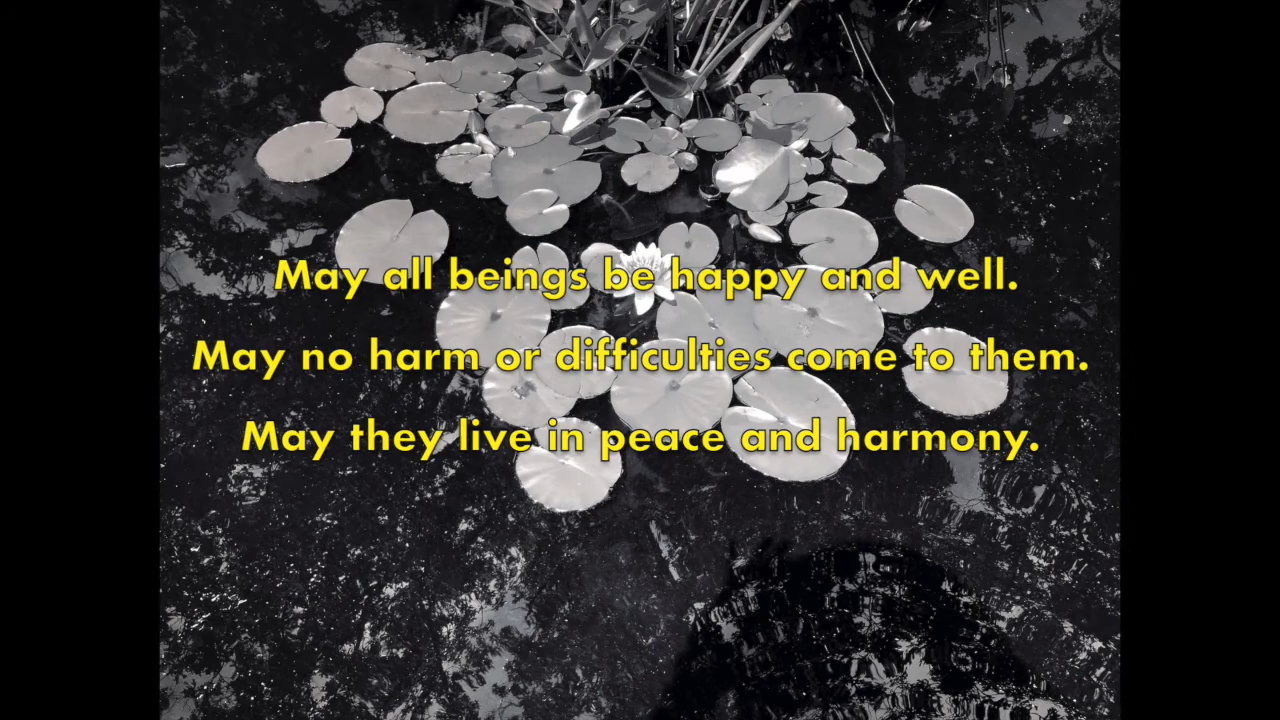 May all beings be happy and well.
May no harm or difficulties come to them.
May they live in peace and harmony.